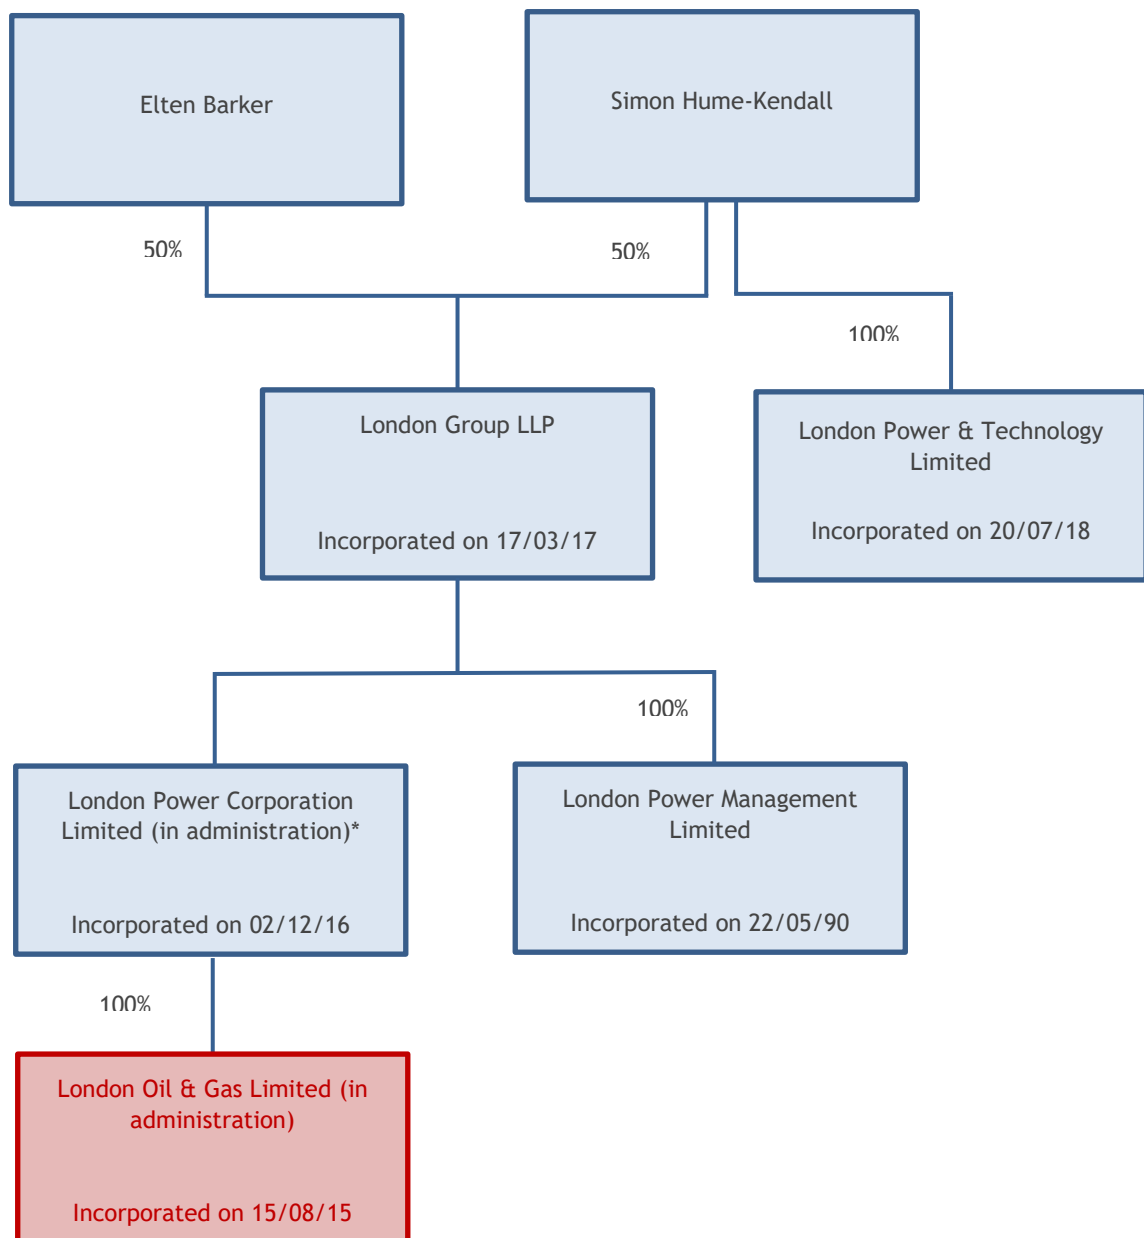 Elten Barker
Simon Hume-Kendall
50%
50%
100%
London Group LLP
Incorporated on 17/03/17
London Power & Technology
Limited
Incorporated on 20/07/18
100%
London Power Corporation
Limited (in administration)*
Incorporated on 02/12/16
London Power Management
Limited
Incorporated on 22/05/90
100%
London Oil & Gas Limited (in
administration)
Incorporated on 15/08/15